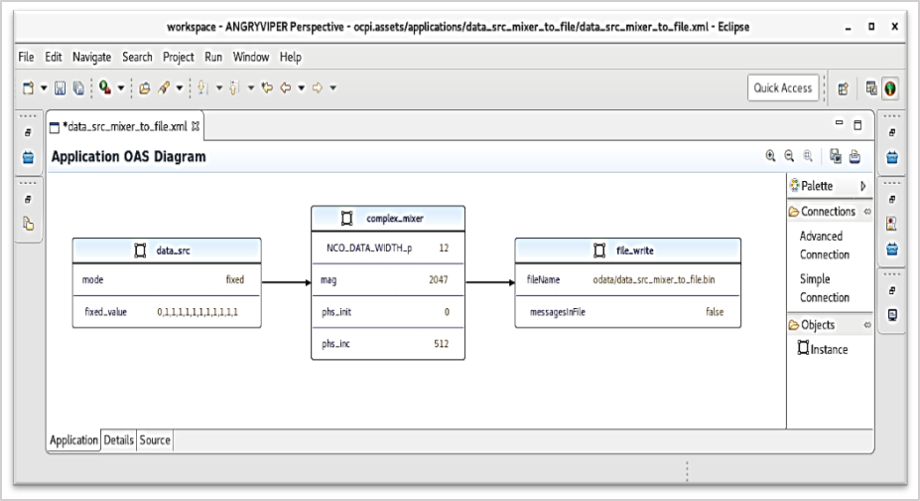 workspace - ANGRYVIPER Perspective - ocpi.assets/applications/data_src_mixer_to_file/data_src_mixer_to_file.xml - Eclipse
File Edit Navigate Search Project Run Window Help
Quick Access
*data_src_mixer_to_file.xml
Application OAS Diagram
data_src
mode fixed
fixed_value 0,1,1,1,1,1,1,1,1,1,1,1
complex_mixer
NCO_DATA_WIDTH_p 12
mag 2047
phs_init 0
phs_inc 512
file_write
fileName odata/data_src_mixer_to_file.bin
messagesInFile false
Palette
Connections
Advanced
Connection
Simple
Connection
Objects
Instance
Application Details Source